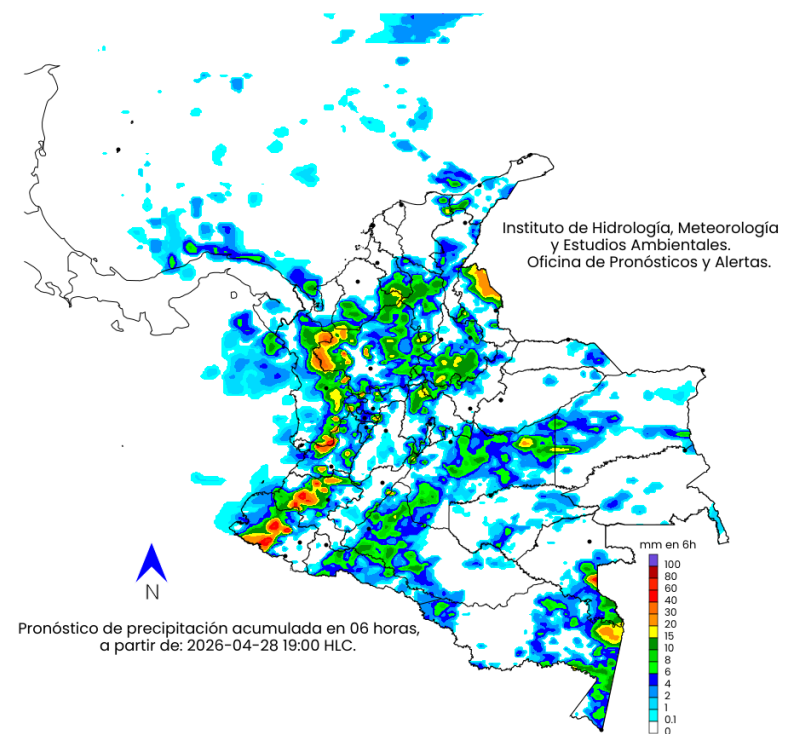 Instituto de Hidrología, Meteorología
y Estudios Ambientales.
Oficina de Pronósticos y Alertas.
N
Pronóstico de precipitación acumulada en 06 horas,
a partir de: 2026-04-28 19:00 HLC.
mm en 6h
100
80
60
40
30
20
15
10
8
6
4
2
1
0.1
0